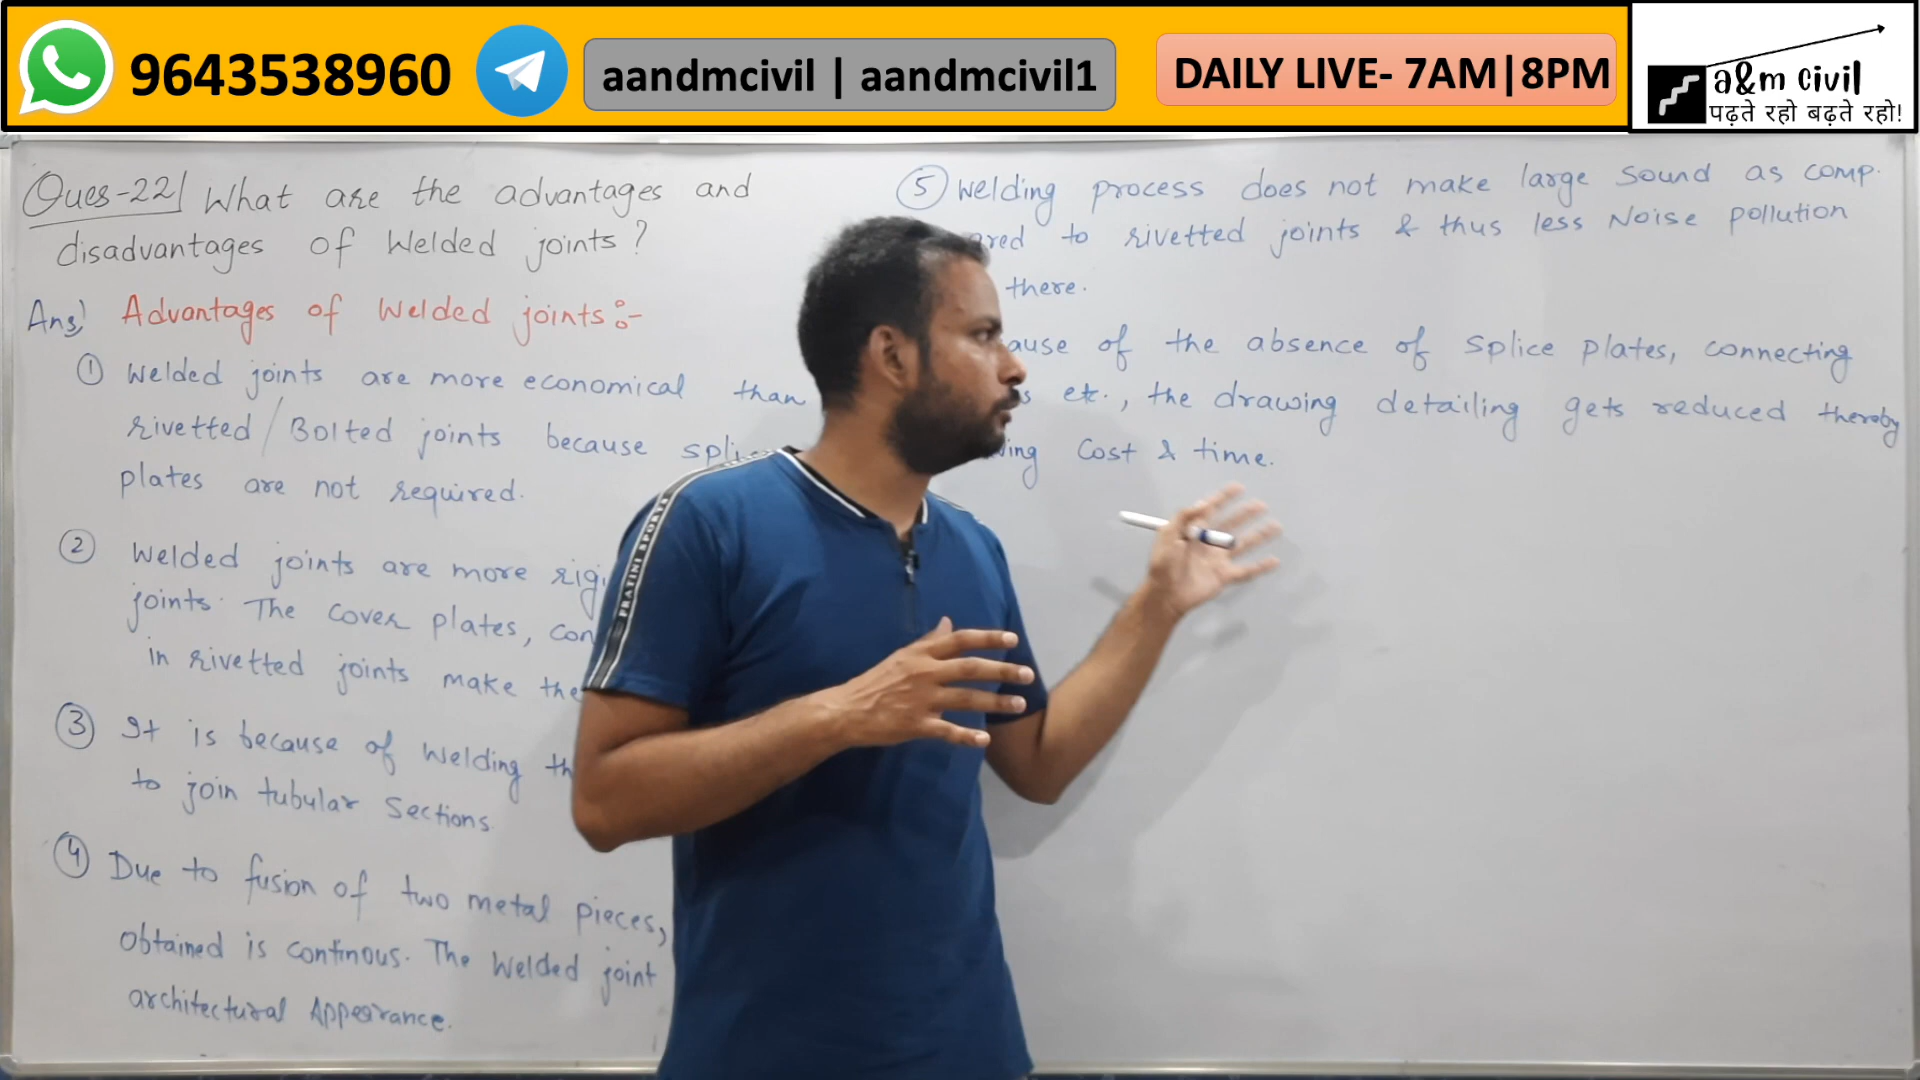 9643538960
aandmcivil | aandmcivil1
DAILY LIVE- 7AM|8PM
a&m civil
पढ़ते रहो बढ़ते रहो!
Ques-22) What are the advantages and
disadvantages of Welded joints?
Ans) Advantages of Welded joints:-
① Welded joints are more economical than
rivetted/Bolted joints because
plates are not required.
② Welded joints are more
joints. The cover plates,
in rivetted joints make
③ It is because of welding
to join tubular sections
④ Due to fusion of two metal pieces,
obtained is continous. The Welded joint
architectural Appearance.
⑤ Welding process does not make large sound as comp.
to rivetted joints & thus less Noise pollution
there.
of the absence of splice plates, connecting
etc., the drawing detailing gets reduced thereby
cost & time.